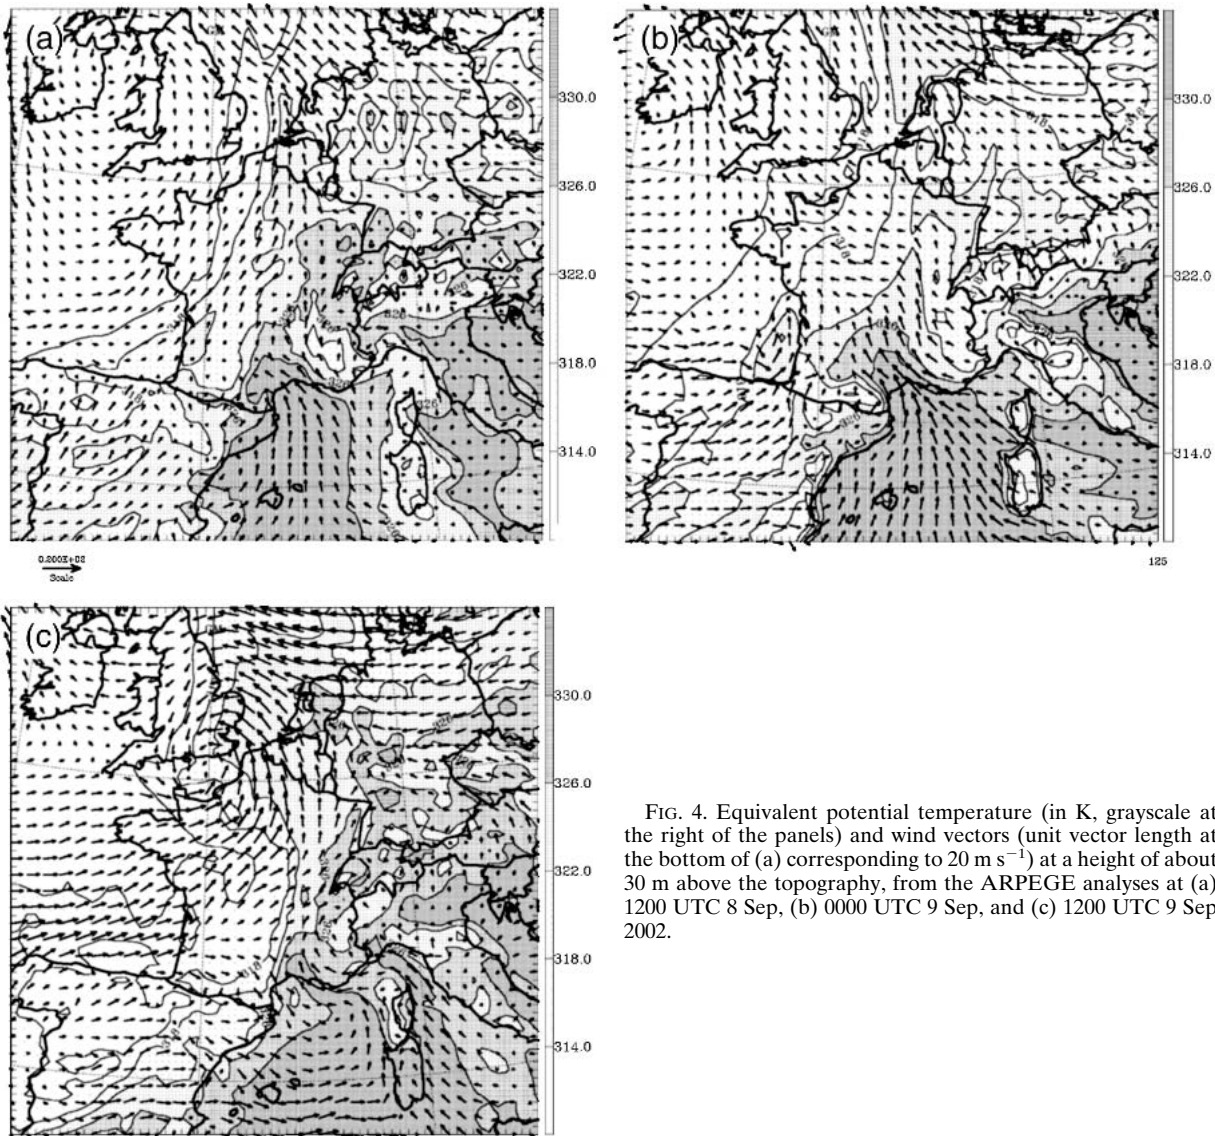 (a)
330.0
326.0
322.0
318.0
314.0
0.200E+02
Scale
(b)
330.0
326.0
322.0
318.0
314.0
125
(c)
330.0
326.0
322.0
318.0
314.0
FIG. 4. Equivalent potential temperature (in K, grayscale at
the right of the panels) and wind vectors (unit vector length at
the bottom of (a) corresponding to 20 m s−1) at a height of about
30 m above the topography, from the ARPEGE analyses at (a)
1200 UTC 8 Sep, (b) 0000 UTC 9 Sep, and (c) 1200 UTC 9 Sep
2002.